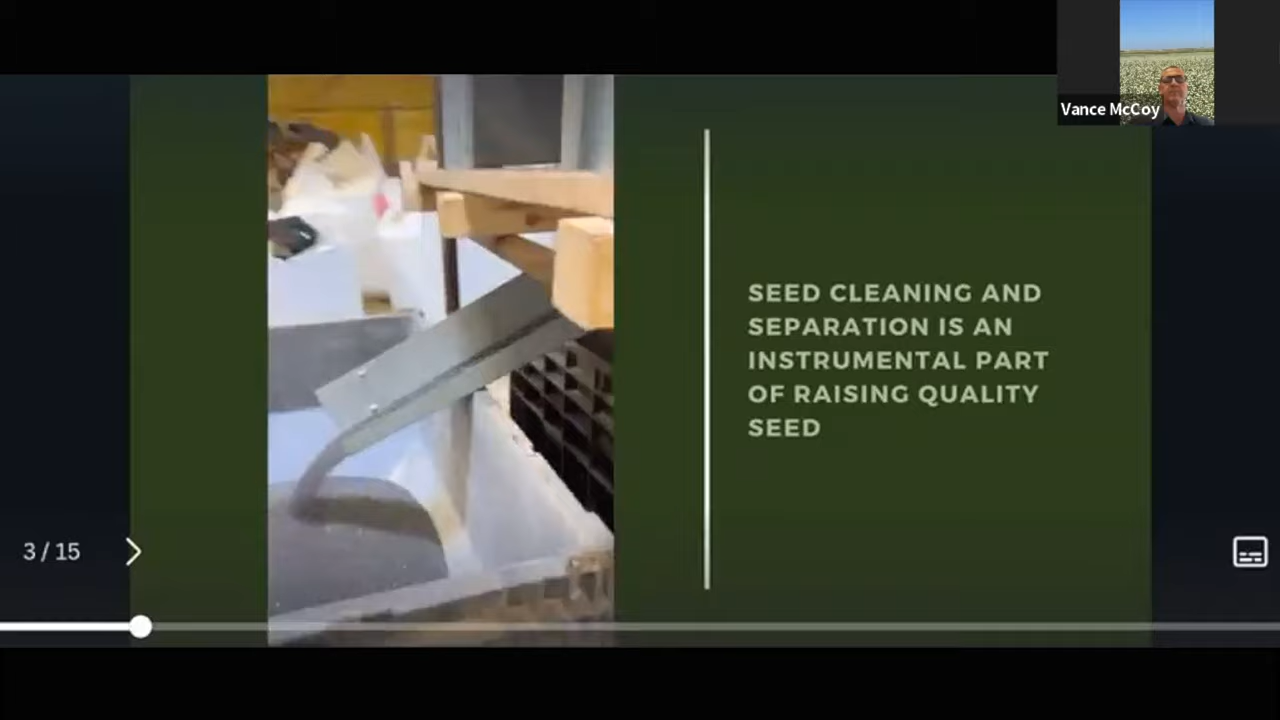 Vance McCoy
SEED CLEANING AND
SEPARATION IS AN
INSTRUMENTAL PART
OF RAISING QUALITY
SEED
3 / 15